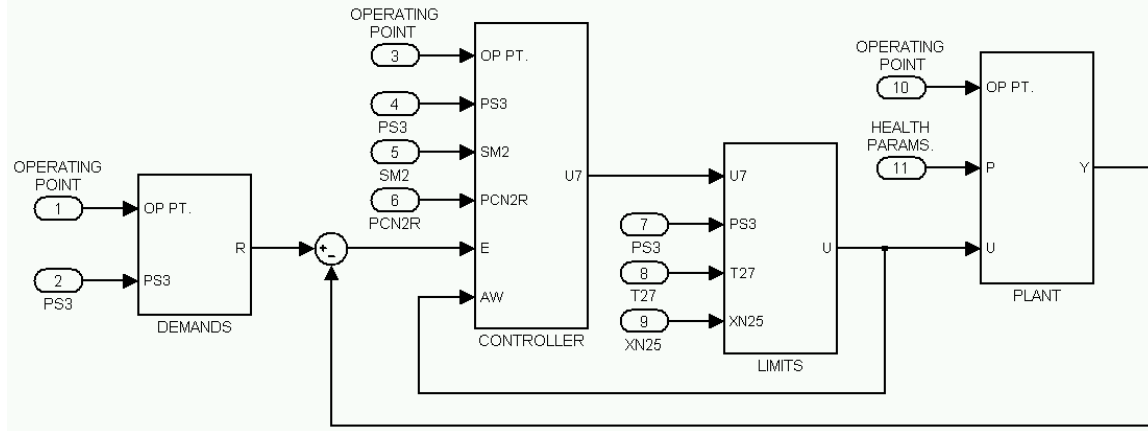 OPERATING
POINT
1
OP PT.
2
PS3
PS3
R
DEMANDS
+
-
OPERATING
POINT
3
OP PT.
4
PS3
PS3
5
SM2
SM2
6
PCN2R
PCN2R
E
AW
U7
CONTROLLER
U7
7
PS3
PS3
8
T27
T27
9
XN25
XN25
U
LIMITS
OPERATING
POINT
10
OP PT.
HEALTH
PARAMS.
11
P
U
Y
PLANT